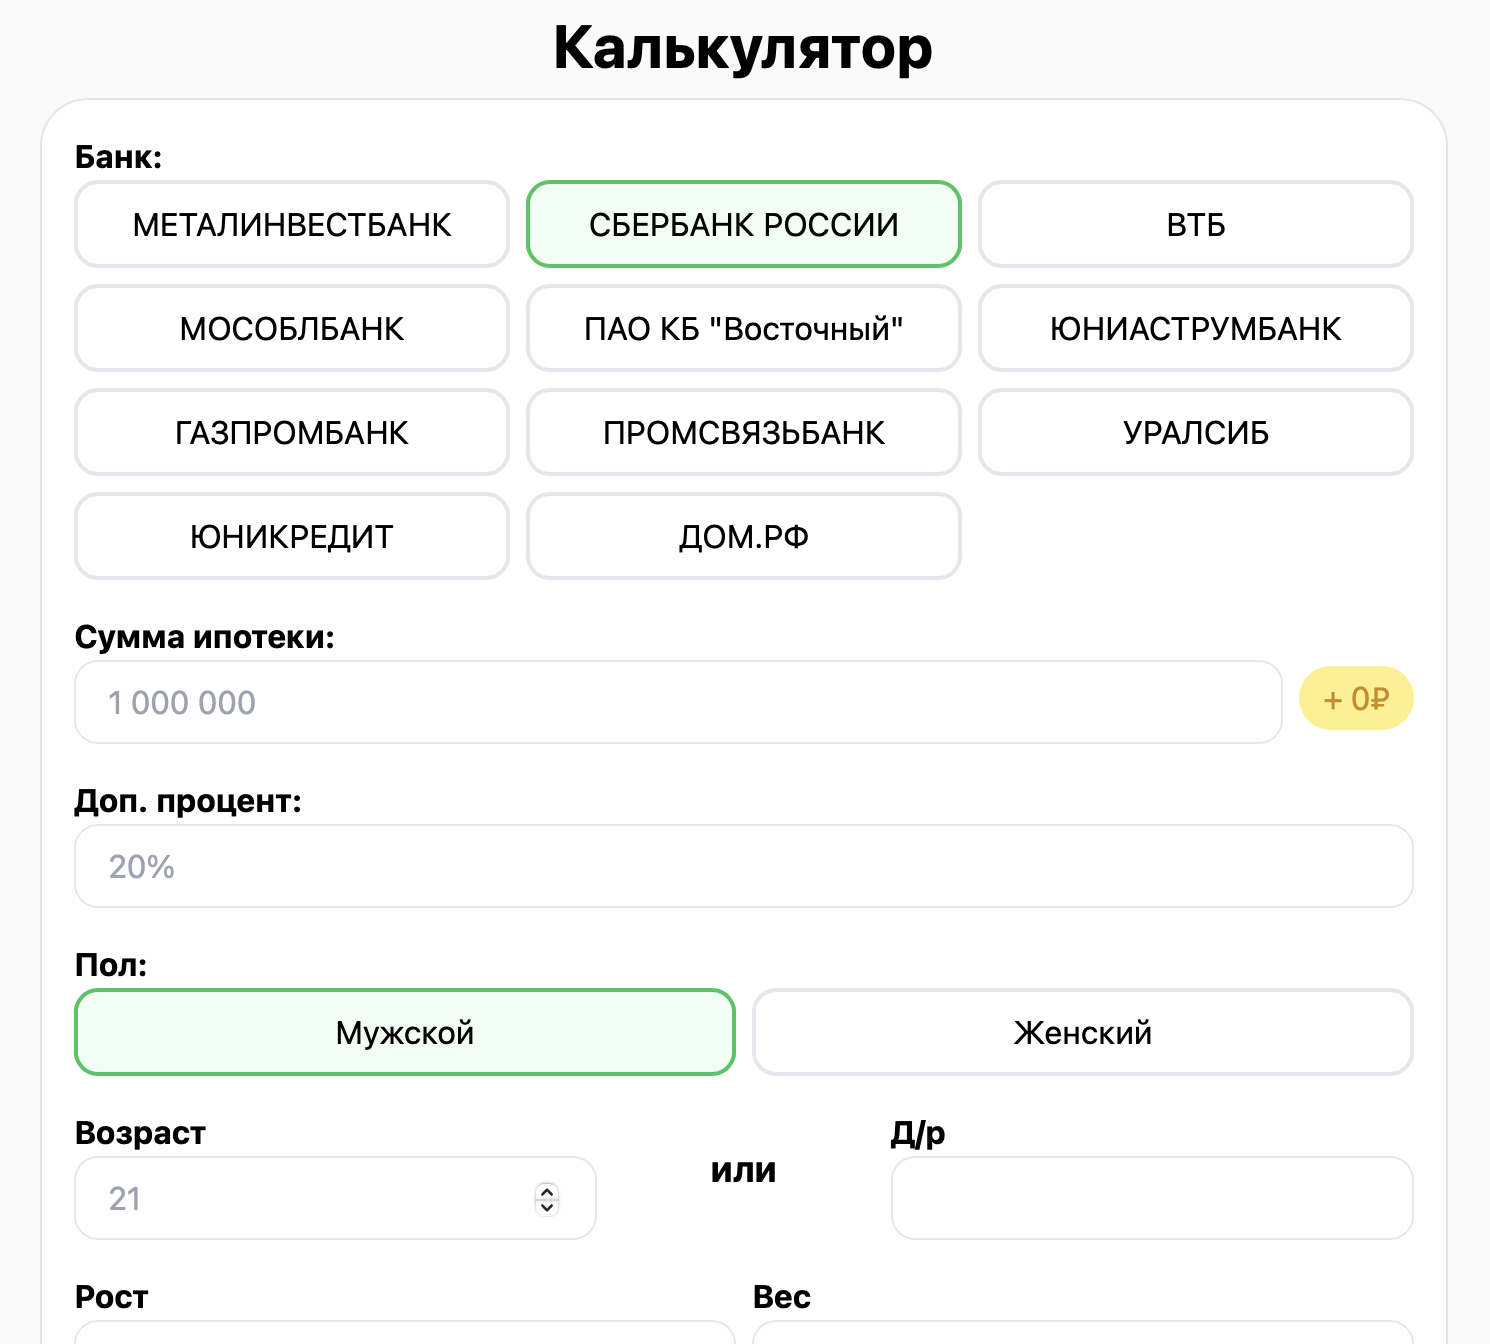 Калькулятор
Банк:
МЕТАЛИНВЕСТБАНК
СБЕРБАНК РОССИИ
ВТБ
МОСОБЛБАНК
ПАО КБ "Восточный"
ЮНИАСТРУМБАНК
ГАЗПРОМБАНК
ПРОМСВЯЗЬБАНК
УРАЛСИБ
ЮНИКРЕДИТ
ДОМ.РФ
Сумма ипотеки:
1 000 000
+ 0₽
Доп. процент:
20%
Пол:
Мужской
Женский
Возраст
21
или
Д/р
Рост
Вес